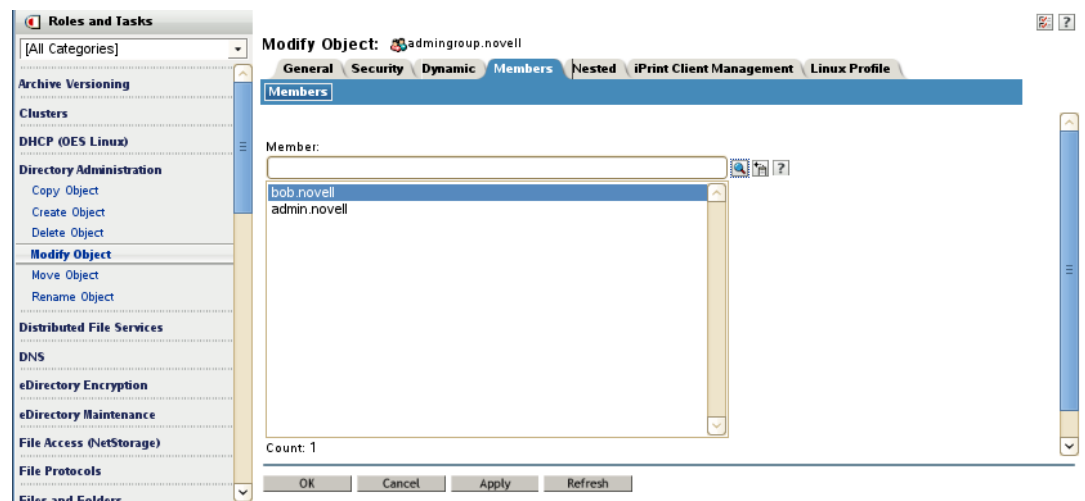 Roles and Tasks
[All Categories]
Archive Versioning
Clusters
DHCP (OES Linux)
Directory Administration
Copy Object
Create Object
Delete Object
Modify Object
Move Object
Rename Object
Distributed File Services
DNS
eDirectory Encryption
eDirectory Maintenance
File Access (NetStorage)
File Protocols
Files and Folders
?
Modify Object: admingroup.novell
General Security Dynamic Members Nested iPrint Client Management Linux Profile
Members
Member:
?
bob.novell
admin.novell
Count: 1
OK Cancel Apply Refresh